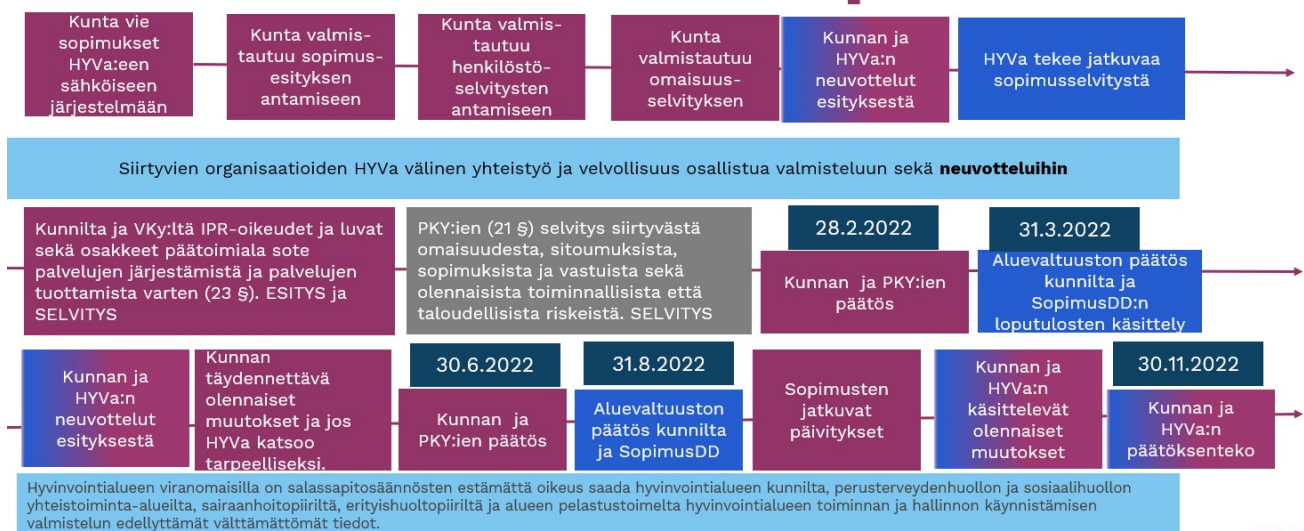 Kunta vie
sopimukset
HYVa:een
sähköiseen
järjestelmään
Kunta valmis-
tautuu sopimus-
esityksen
antamiseen
Kunta valmis-
tautuu
henkilöstö-
selvitysten
antamiseen
Kunta
valmistautuu
omaisuus-
selvityksen
Kunnan ja
HYVa:n
neuvottelut
esityksestä
HYVa tekee jatkuvaa
sopimusselvitystä
Siirtyvien organisaatioiden HYVa välinen yhteistyö ja velvollisuus osallistua valmisteluun sekä neuvotteluihin
Kunnilta ja VKy:ltä IPR-oikeudet ja luvat
sekä osakkeet päätoimiala sote
palvelujen järjestämistä ja palvelujen
tuottamista varten (23 §). ESITYS ja
SELVITYS
PKY:ien (21 §) selvitys siirtyvästä
omaisuudesta, sitoumuksista,
sopimuksista ja vastuista sekä
olennaisista toiminnallisista että
taloudellisista riskeistä. SELVITYS
28.2.2022
Kunnan ja PKY:ien
päätös
31.3.2022
Aluevaltuuston päätös
kunnilta ja
SopimusDD:n
loputulosten käsittely
Kunnan ja
HYVa:n
neuvottelut
esityksestä
Kunnan
täydennettävä
olennaiset
muutokset ja jos
HYVa katsoo
tarpeelliseksi.
30.6.2022
Kunnan ja
PKY:ien päätös
31.8.2022
Aluevaltuuston
päätös kunnilta
ja SopimusDD
Sopimusten
jatkuvat
päivitykset
Kunnan ja
HYVa:n
käsittelevät
olennaiset
muutokset
30.11.2022
Kunnan ja
HYVa:n
päätöksenteko
Hyvinvointialueen viranomaisilla on salassapitosäännösten estämättä oikeus saada hyvinvointialueen kunnilta, perusterveydenhuollon ja sosiaalihuollon
yhteistoiminta-alueilta, sairaanhoitopiiriltä, erityishuoltopiiriltä ja alueen pelastustoimelta hyvinvointialueen toiminnan ja hallinnon käynnistämisen
valmistelun edellyttämät välttämättömät tiedot.